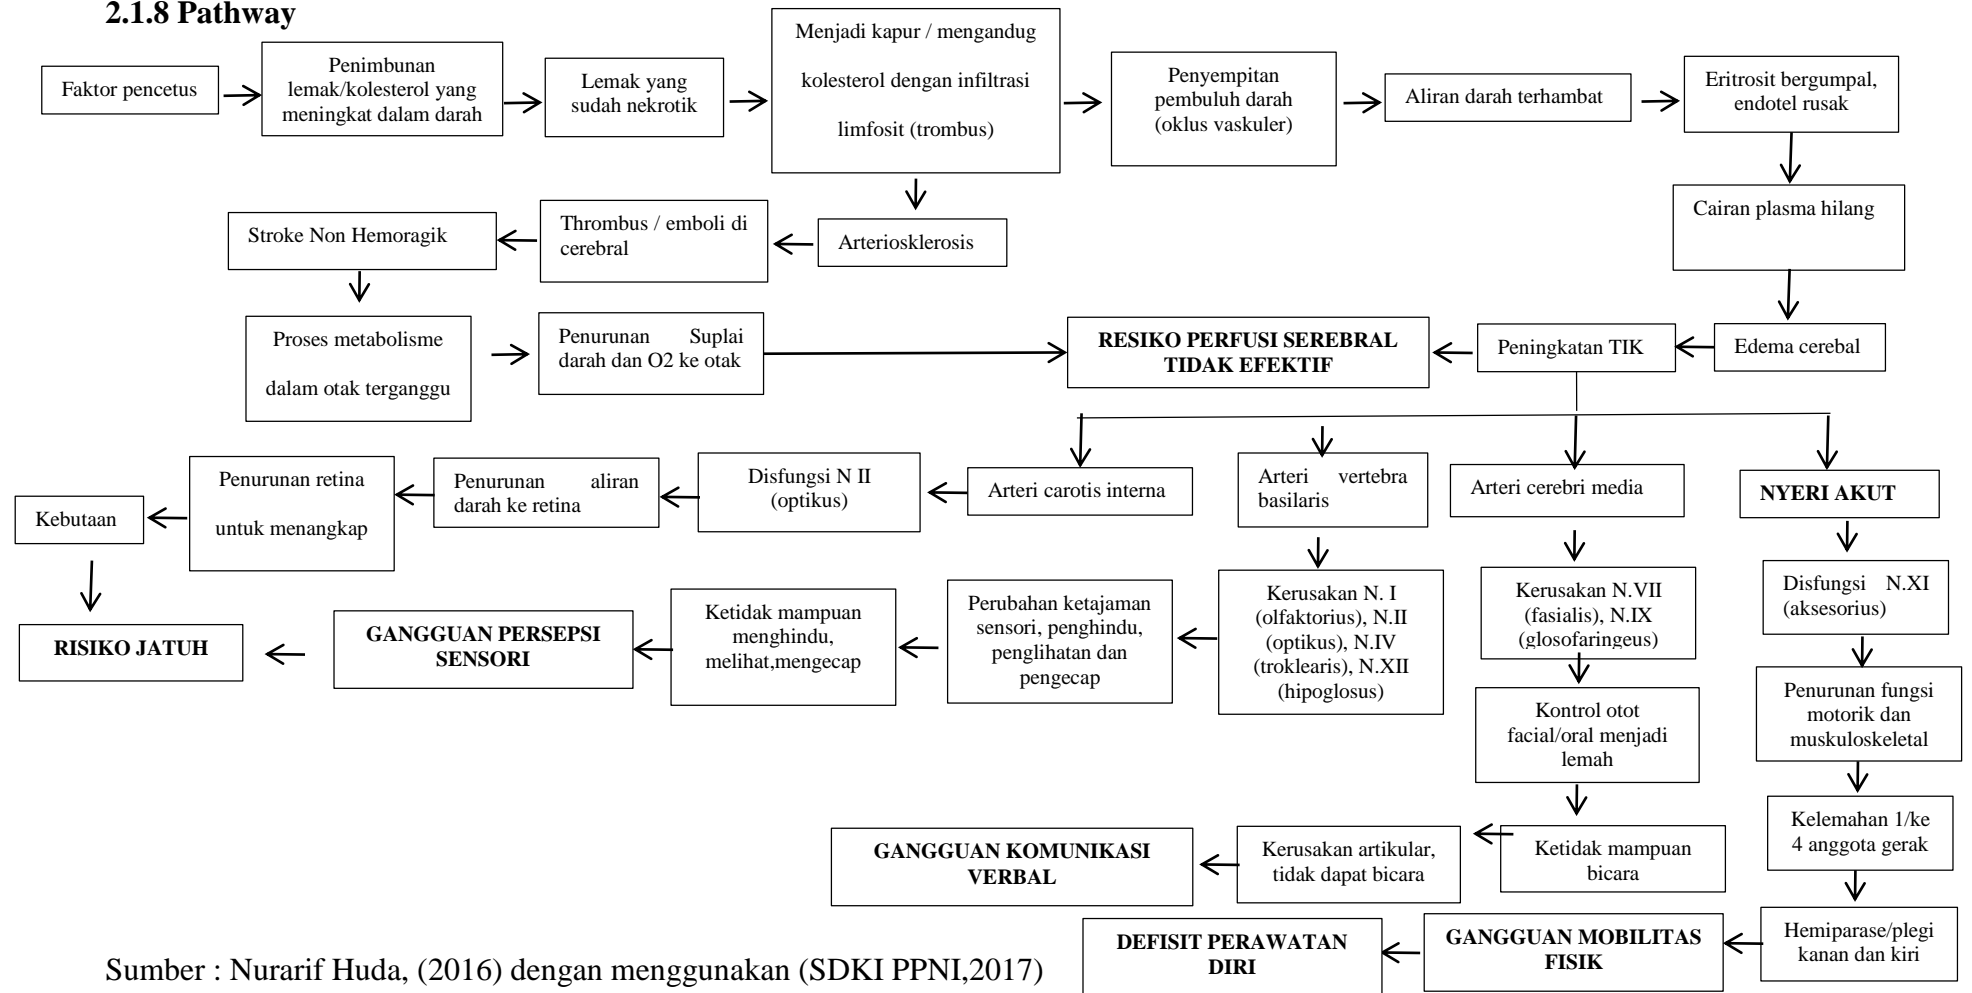 2.1.8 Pathway
Faktor pencetus
Penimbunan
lemak/kolesterol yang
meningkat dalam darah
Lemak yang
sudah nekrotik
Menjadi kapur / mengandug
kolesterol dengan infiltrasi
limfosit (trombus)
Penyempitan
pembuluh darah
(oklus vaskuler)
Aliran darah terhambat
Eritrosit bergumpal,
endotel rusak
Cairan plasma hilang
Stroke Non Hemoragik
Thrombus / emboli di
cerebral
Arteriosklerosis
Proses metabolisme
dalam otak terganggu
Penurunan Suplai
darah dan O2 ke otak
RESIKO PERFUSI SEREBRAL
TIDAK EFEKTIF
Peningkatan TIK
Edema cerebal
Kebutaan
Penurunan retina
untuk menangkap
Penurunan aliran
darah ke retina
Disfungsi N II
(optikus)
Arteri carotis interna
Arteri vertebra
basilaris
Arteri cerebri media
NYERI AKUT
RISIKO JATUH
GANGGUAN PERSEPSI
SENSORI
Ketidak mampuan
menghindu,
melihat,mengecap
Perubahan ketajaman
sensori, penghindu,
penglihatan dan
pengecap
Kerusakan N. I
(olfaktorius), N.II
(optikus), N.IV
(troklearis), N.XII
(hipoglosus)
Kerusakan N.VII
(fasialis), N.IX
(glosofaringeus)
Disfungsi N.XI
(aksesorius)
Kontrol otot
facial/oral menjadi
lemah
Penurunan fungsi
motorik dan
muskuloskeletal
GANGGUAN KOMUNIKASI
VERBAL
Kerusakan artikular,
tidak dapat bicara
Ketidak mampuan
bicara
Kelemahan 1/ke
4 anggota gerak
DEFISIT PERAWATAN
DIRI
GANGGUAN MOBILITAS
FISIK
Hemiparase/plegi
kanan dan kiri
Sumber : Nurarif Huda, (2016) dengan menggunakan (SDKI PPNI,2017)